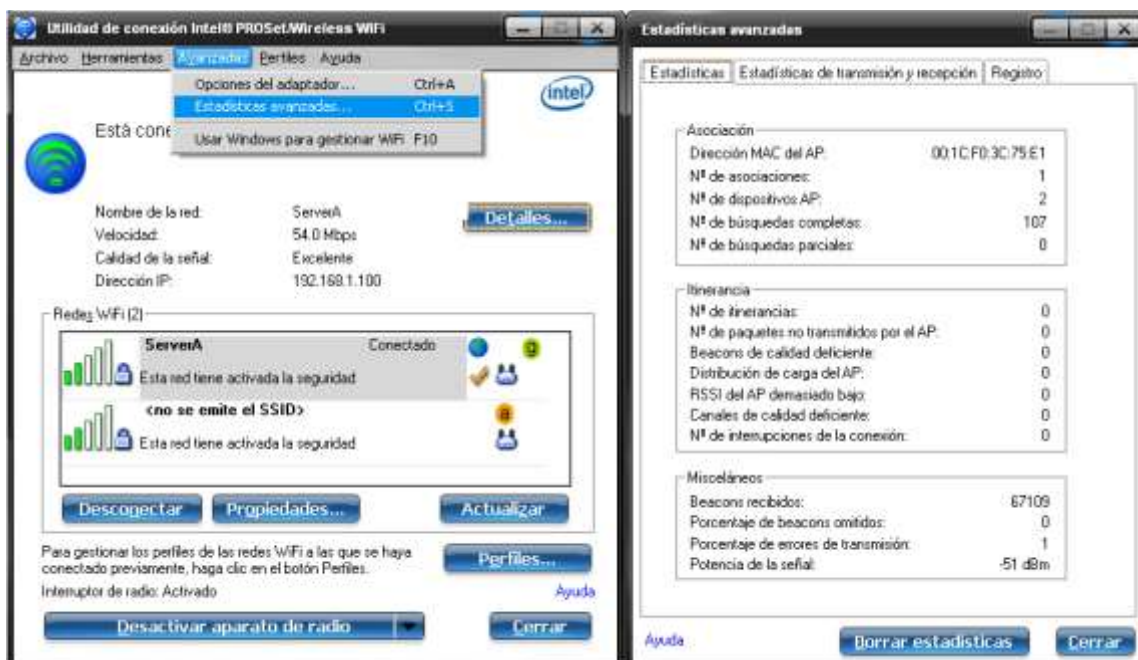 Utilidad de conexión Intel® PROSet/Wireless WiFi
Archivo Herramientas Avanzadas Perfiles Ayuda
Opciones del adaptador... Ctrl+A
Estadísticas avanzadas... Ctrl+S
Usar Windows para gestionar WiFi F10
intel
Está cone
Nombre de la red: ServerA
Detalles...
Velocidad: 54.0 Mbps
Calidad de la señal: Excelente
Dirección IP: 192.168.1.100
Redes WiFi (2)
ServerA Conectado
g
Esta red tiene activada la seguridad
<no se emite el SSID>
a
Esta red tiene activada la seguridad
Desconectar Propiedades... Actualizar
Para gestionar los perfiles de las redes WiFi a las que se haya
conectado previamente, haga clic en el botón Perfiles.
Perfiles...
Interruptor de radio: Activado
Ayuda
Desactivar aparato de radio
Cerrar
Estadísticas avanzadas
Estadísticas Estadísticas de transmisión y recepción Registro
Asociación
Dirección MAC del AP: 00:1C:F0:3C:75:E1
Nº de asociaciones: 1
Nº de dispositivos AP: 2
Nº de búsquedas completas: 107
Nº de búsquedas parciales: 0
Itinerancia
Nº de itinerancias: 0
Nº de paquetes no transmitidos por el AP: 0
Beacons de calidad deficiente: 0
Distribución de carga del AP: 0
RSSI del AP demasiado bajo: 0
Canales de calidad deficiente: 0
Nº de interrupciones de la conexión: 0
Misceláneos
Beacons recibidos: 67109
Porcentaje de beacons omitidos: 0
Porcentaje de errores de transmisión: 1
Potencia de la señal: -51 dBm
Ayuda
Borrar estadísticas
Cerrar